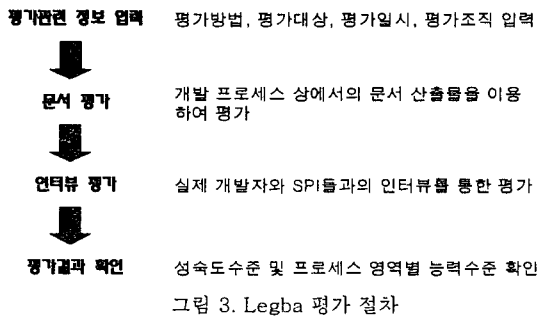 평가관련 정보 입력
평가방법, 평가대상, 평가일시, 평가조직 입력
문서 평가
개발 프로세스 상에서의 문서 산출물을 이용
하여 평가
인터뷰 평가
실제 개발자와 SPI들과의 인터뷰를 통한 평가
평가결과 확인
성숙도수준 및 프로세스 영역별 능력수준 확인
그림 3. Legba 평가 절차